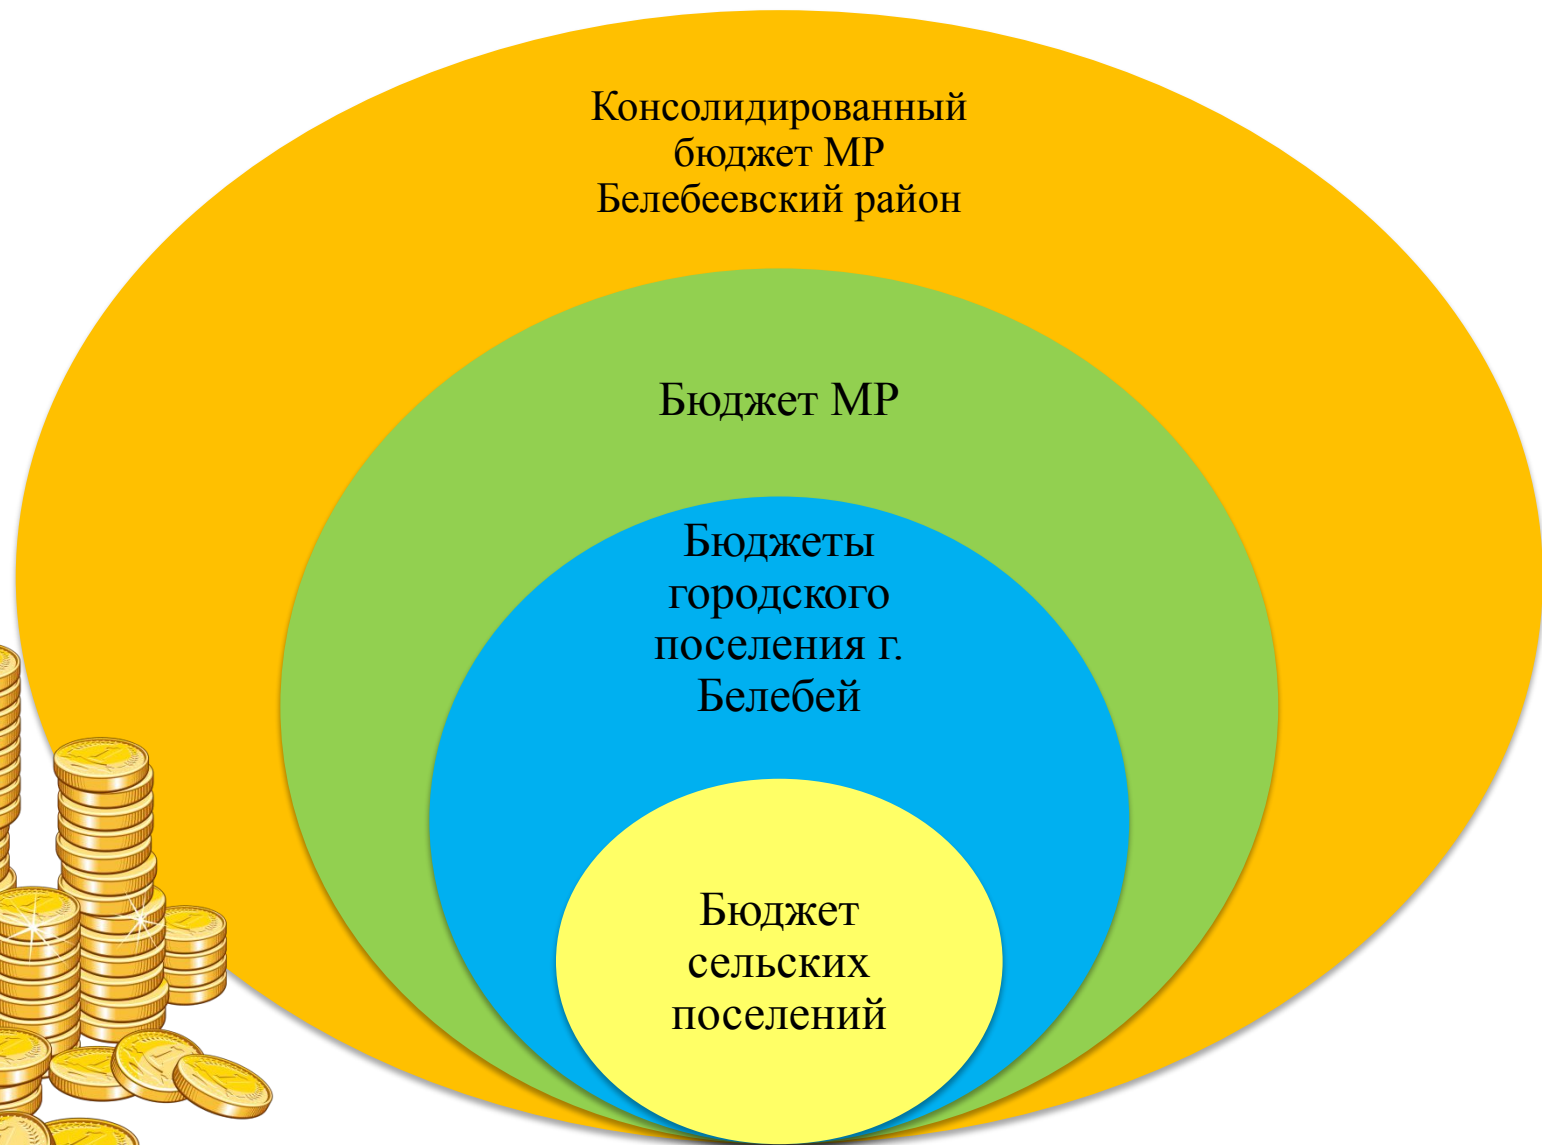 Консолидированный
бюджет МР
Белебеевский район
Бюджет МР
Бюджеты
городского
поселения г.
Белебей
Бюджет
сельских
поселений